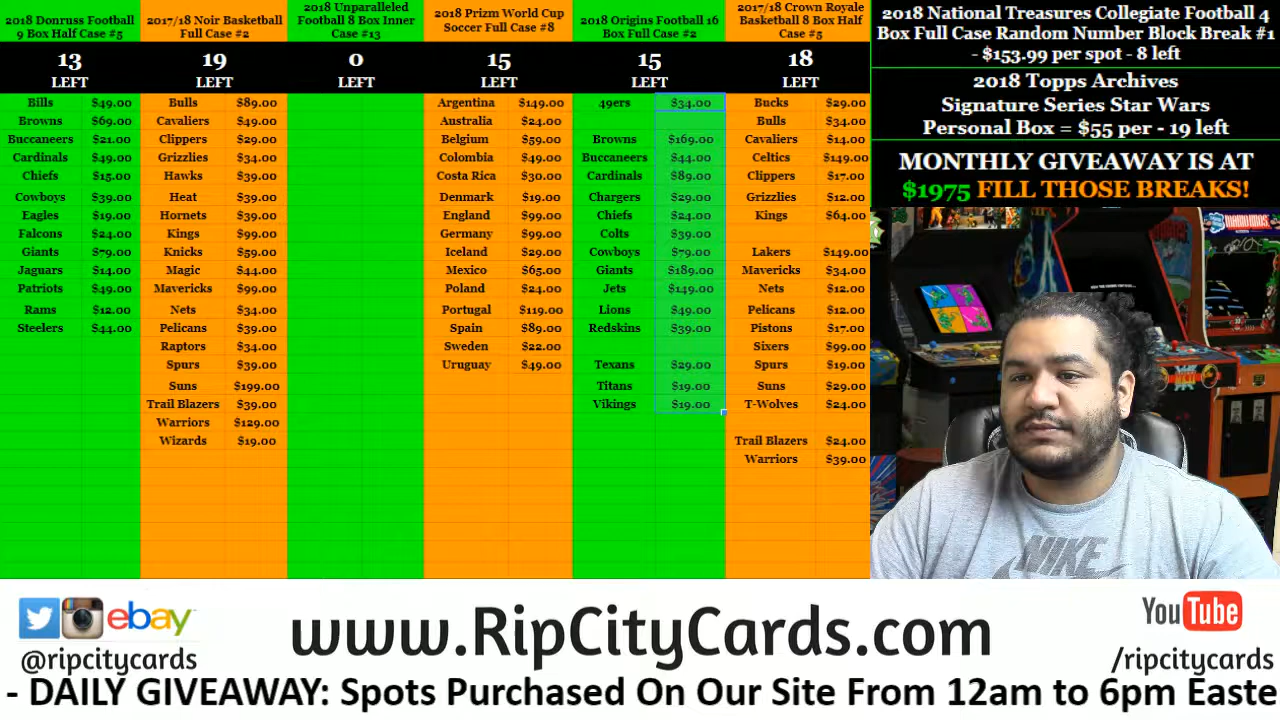 2018 Donruss Football
9 Box Half Case #5
13
LEFT
Bills $49.00
Browns $69.00
Buccaneers $21.00
Cardinals $49.00
Chiefs $15.00
Cowboys $39.00
Eagles $19.00
Falcons $24.00
Giants $79.00
Jaguars $14.00
Patriots $49.00
Rams $12.00
Steelers $44.00
2017/18 Noir Basketball
Full Case #2
19
LEFT
Bulls $89.00
Cavaliers $49.00
Clippers $29.00
Grizzlies $34.00
Hawks $39.00
Heat $39.00
Hornets $39.00
Kings $99.00
Knicks $59.00
Magic $44.00
Mavericks $99.00
Nets $34.00
Pelicans $39.00
Raptors $34.00
Spurs $39.00
Suns $199.00
Trail Blazers $39.00
Warriors $129.00
Wizards $19.00
2018 Unparalleled
Football 8 Box Inner
Case #13
0
LEFT
2018 Prizm World Cup
Soccer Full Case #8
15
LEFT
Argentina $149.00
Australia $24.00
Belgium $59.00
Colombia $49.00
Costa Rica $30.00
Denmark $19.00
England $99.00
Germany $99.00
Iceland $29.00
Mexico $65.00
Poland $24.00
Portugal $119.00
Spain $89.00
Sweden $22.00
Uruguay $49.00
2018 Origins Football 16
Box Full Case #2
15
LEFT
49ers $34.00
Browns $169.00
Buccaneers $44.00
Cardinals $89.00
Chargers $29.00
Chiefs $24.00
Colts $39.00
Cowboys $79.00
Giants $189.00
Jets $149.00
Lions $49.00
Redskins $39.00
Texans $29.00
Titans $19.00
Vikings $19.00
2017/18 Crown Royale
Basketball 8 Box Half
Case #5
18
LEFT
Bucks $29.00
Bulls $34.00
Cavaliers $14.00
Celtics $149.00
Clippers $17.00
Grizzlies $12.00
Kings $64.00
Lakers $149.00
Mavericks $34.00
Nets $12.00
Pelicans $12.00
Pistons $17.00
Sixers $99.00
Spurs $19.00
Suns $29.00
T-Wolves $24.00
Trail Blazers $24.00
Warriors $39.00
2018 National Treasures Collegiate Football 4
Box Full Case Random Number Block Break #1
- $153.99 per spot - 8 left
2018 Topps Archives
Signature Series Star Wars
Personal Box = $55 per - 19 left
MONTHLY GIVEAWAY IS AT
$1975 FILL THOSE BREAKS!
MARIO BROS.
NIKE
ebay
@ripcitycards
www.RipCityCards.com
YouTube
/ripcitycards
- DAILY GIVEAWAY: Spots Purchased On Our Site From 12am to 6pm Easte